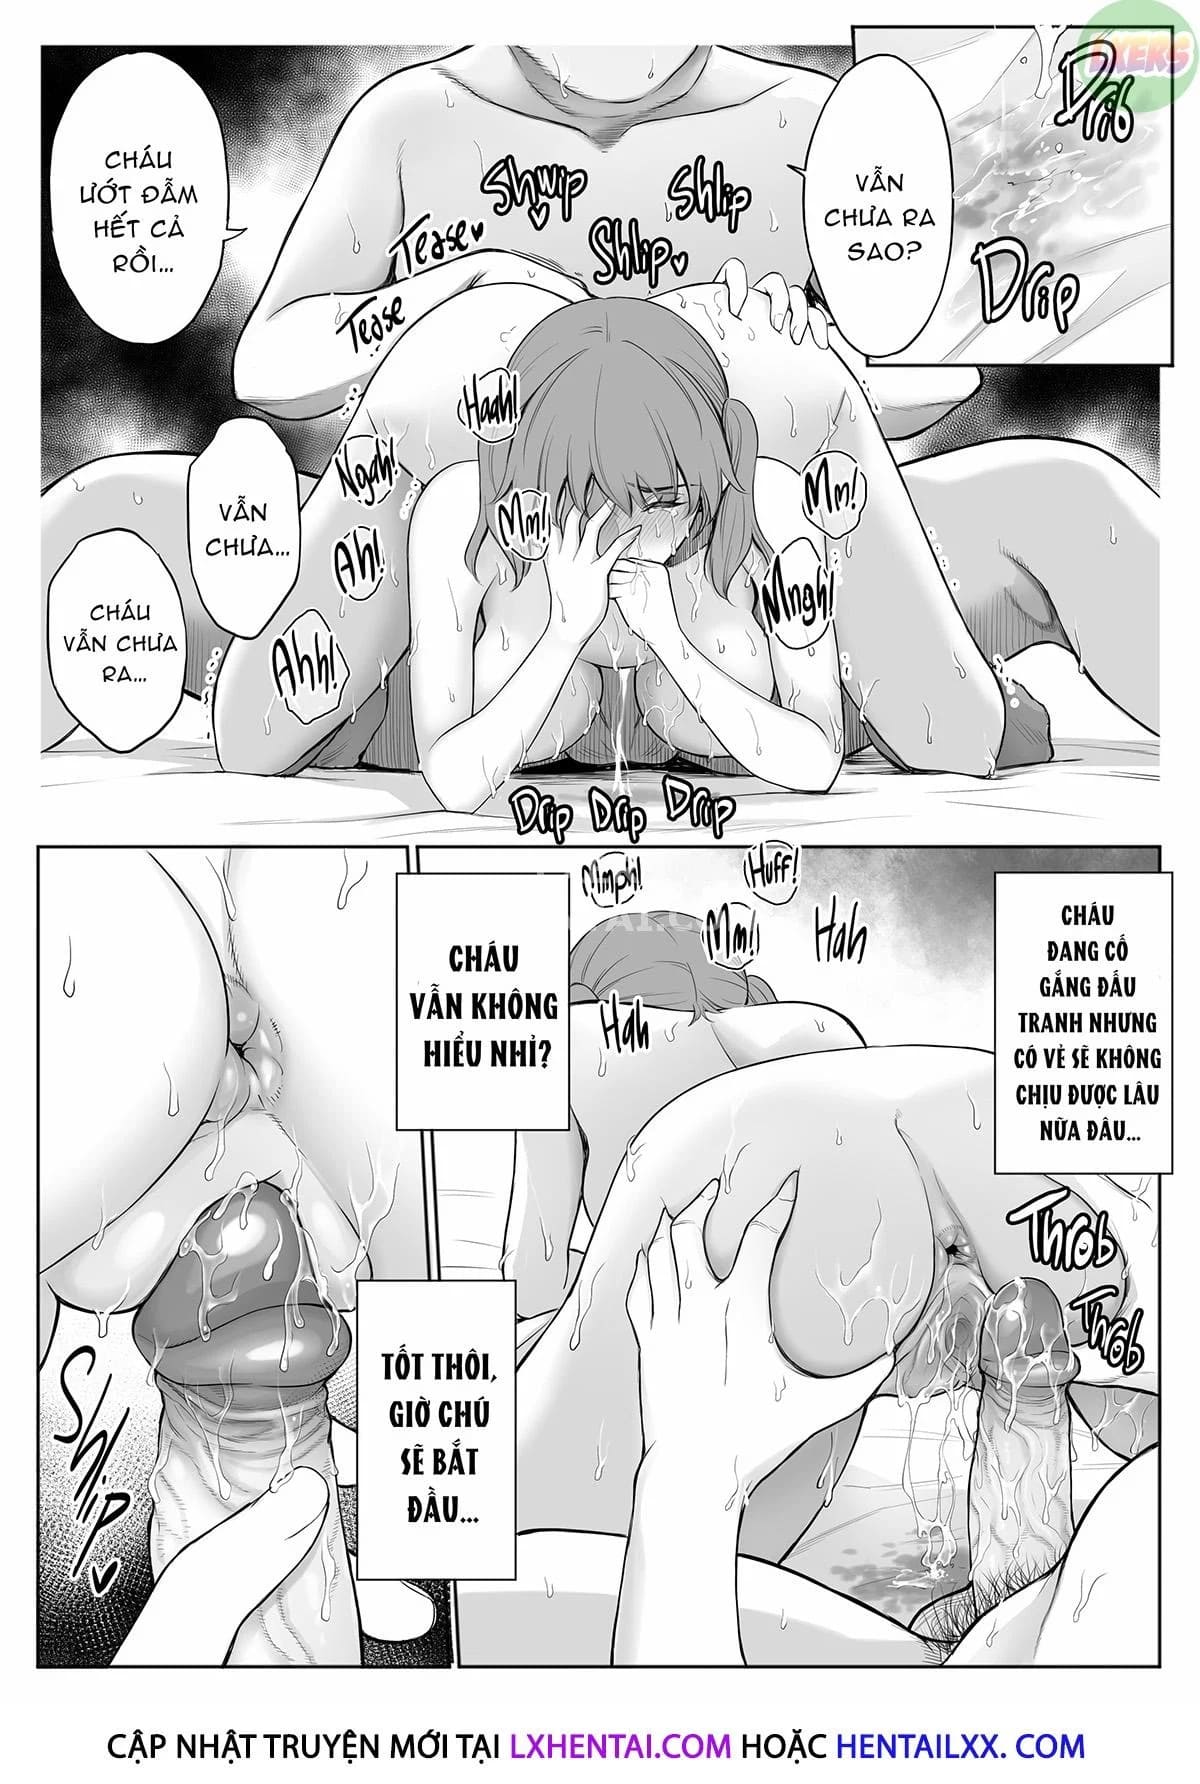 DRIB
LXERS
VẪN
CHƯA RA
SAO?
DRIP
SHWIP
SHLIP
SHLIP
TEASE
TEASE
CHÁU
ƯỚT ĐẪM
HẾT CẢ
RỒI...
HAAH!
NGAH!
MM!
MM!
AH!
MNGH!
AHH!
VẪN
CHƯA...
CHÁU
VẪN CHƯA
RA...
DRIP DRIP DRIP
CHÁU
ĐANG CỐ
GẮNG ĐẤU
TRANH NHƯNG
CÓ VẺ SẼ KHÔNG
CHỊU ĐƯỢC LÂU
NỮA ĐÂU...
HUFF!
MMPH!
MM!
HAH
HAH
THROB
THROB
CHÁU
VẪN KHÔNG
HIỂU NHỈ?
TỐT THÔI,
GIỜ CHÚ
SẼ BẮT
ĐẦU...
SHLIP
CẬP NHẬT TRUYỆN MỚI TẠI LXHENTAI.COM HOẶC HENTAILXX. COM